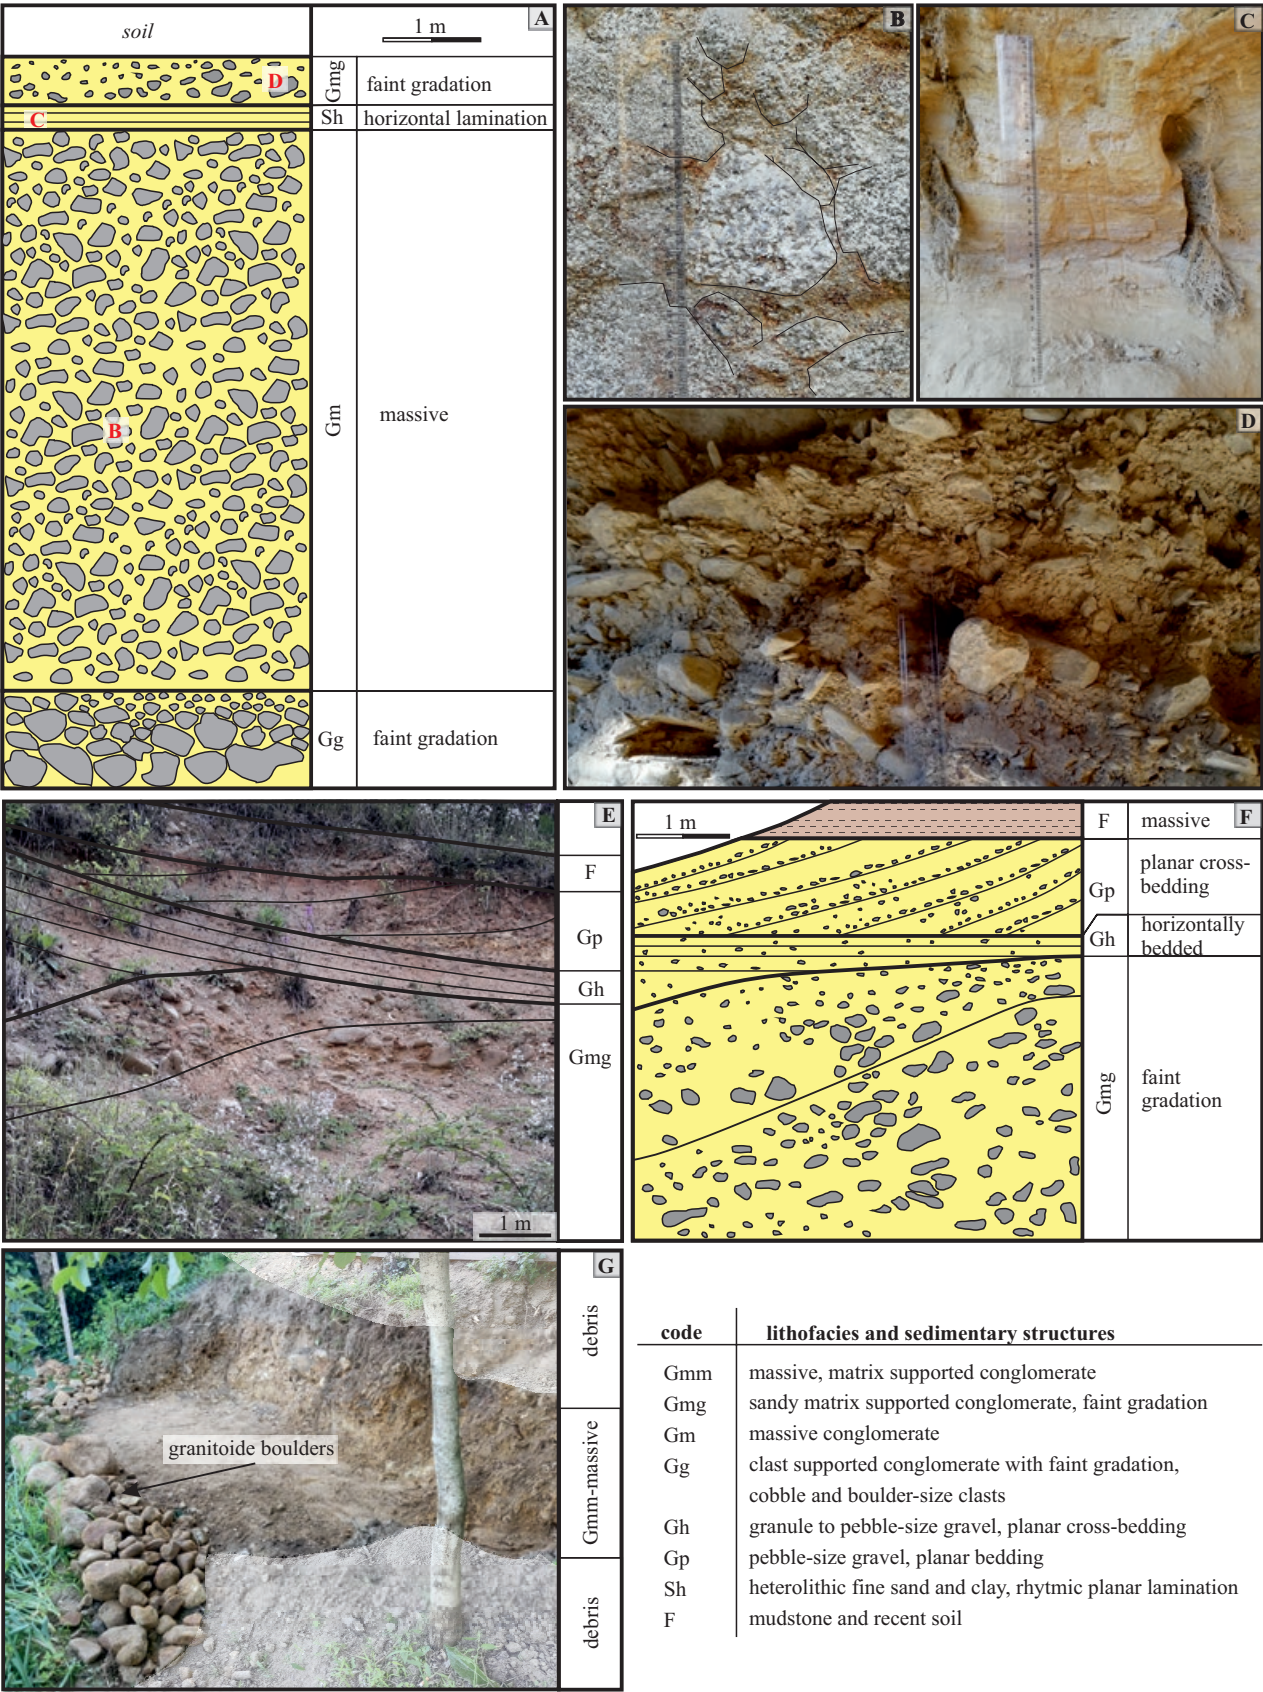 A
soil
1 m
D
Gmg
faint gradation
C
Sh
horizontal lamination
B
Gm
massive
Gg
faint gradation
B
C
D
E
F
Gp
Gh
Gmg
1 m
1 m
F
massive
F
Gp
planar cross-
bedding
Gh
horizontally
bedded
Gmg
faint
gradation
G
debris
granitoide boulders
Gmm-massive
debris
code lithofacies and sedimentary structures
Gmm massive, matrix supported conglomerate
Gmg sandy matrix supported conglomerate, faint gradation
Gm massive conglomerate
Gg clast supported conglomerate with faint gradation,
cobble and boulder-size clasts
Gh granule to pebble-size gravel, planar cross-bedding
Gp pebble-size gravel, planar bedding
Sh heterolithic fine sand and clay, rhytmic planar lamination
F mudstone and recent soil